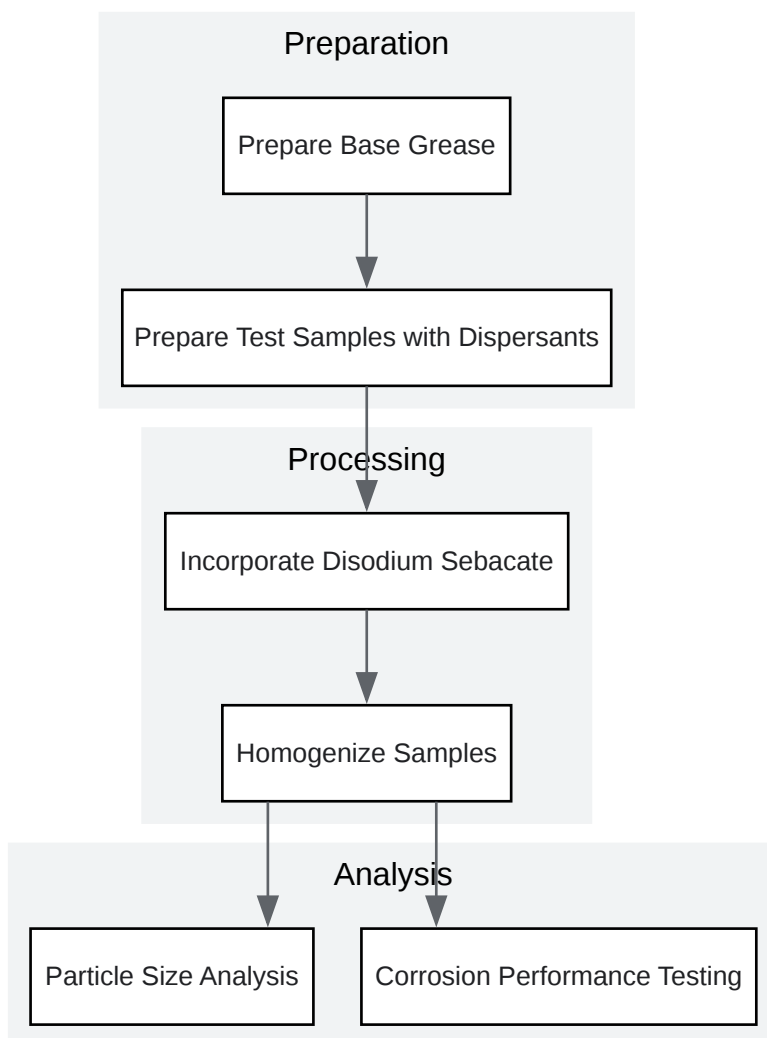 Preparation
Prepare Base Grease
Prepare Test Samples with Dispersants
Processing
Incorporate Disodium Sebacate
Homogenize Samples
Analysis
Particle Size Analysis
Corrosion Performance Testing